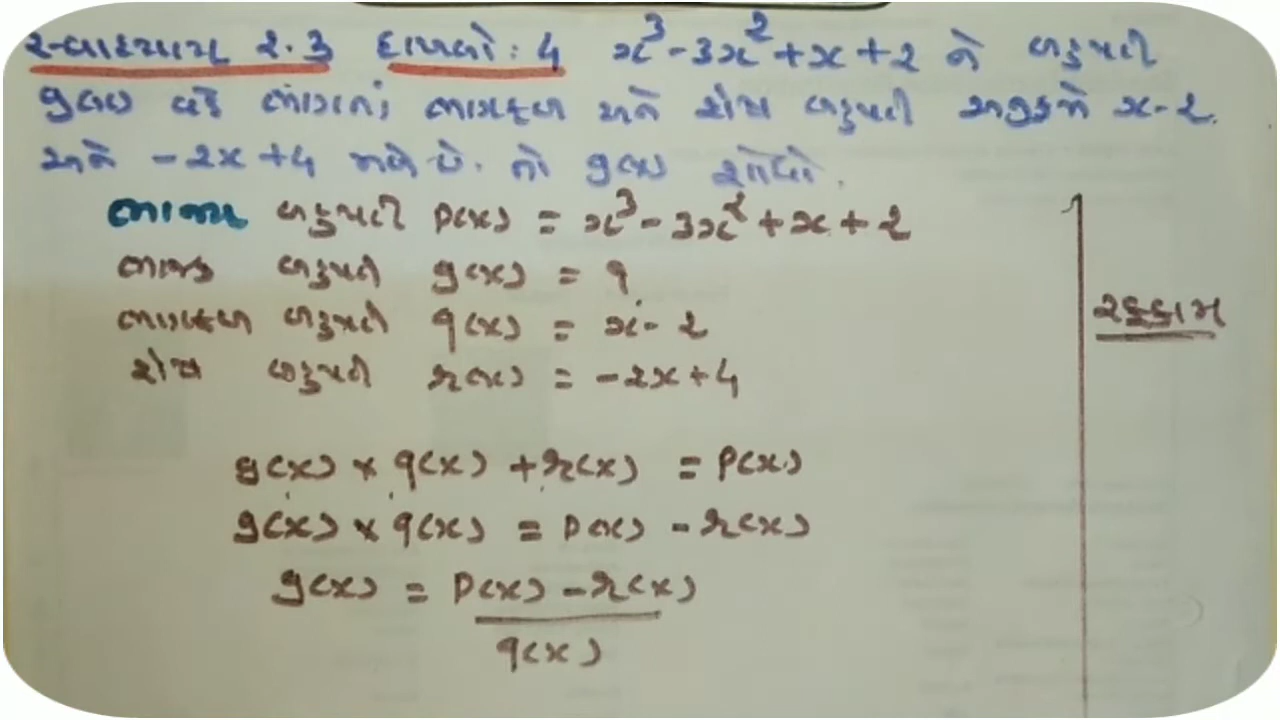 સ્વાધ્યાય 2.3 દાખલો: 4 x³-3x²+x+2 ને બહુપદી
g(x) વડે ભાગતાં, ભાગફળ અને શેષ બહુપદી અનુક્રમે x-2
અને -2x+4 મળે છે. તો g(x) શોધો.
ભાજ્ય બહુપદી P(x) = x³-3x²+x+2
ભાજક બહુપદી g(x) = ?
ભાગફળ બહુપદી q(x) = x-2
શેષ બહુપદી r(x) = -2x+4
રફકામ
g(x) × q(x) + r(x) = P(x)
g(x) × q(x) = P(x) - r(x)
g(x) = P(x) - r(x)
q(x)